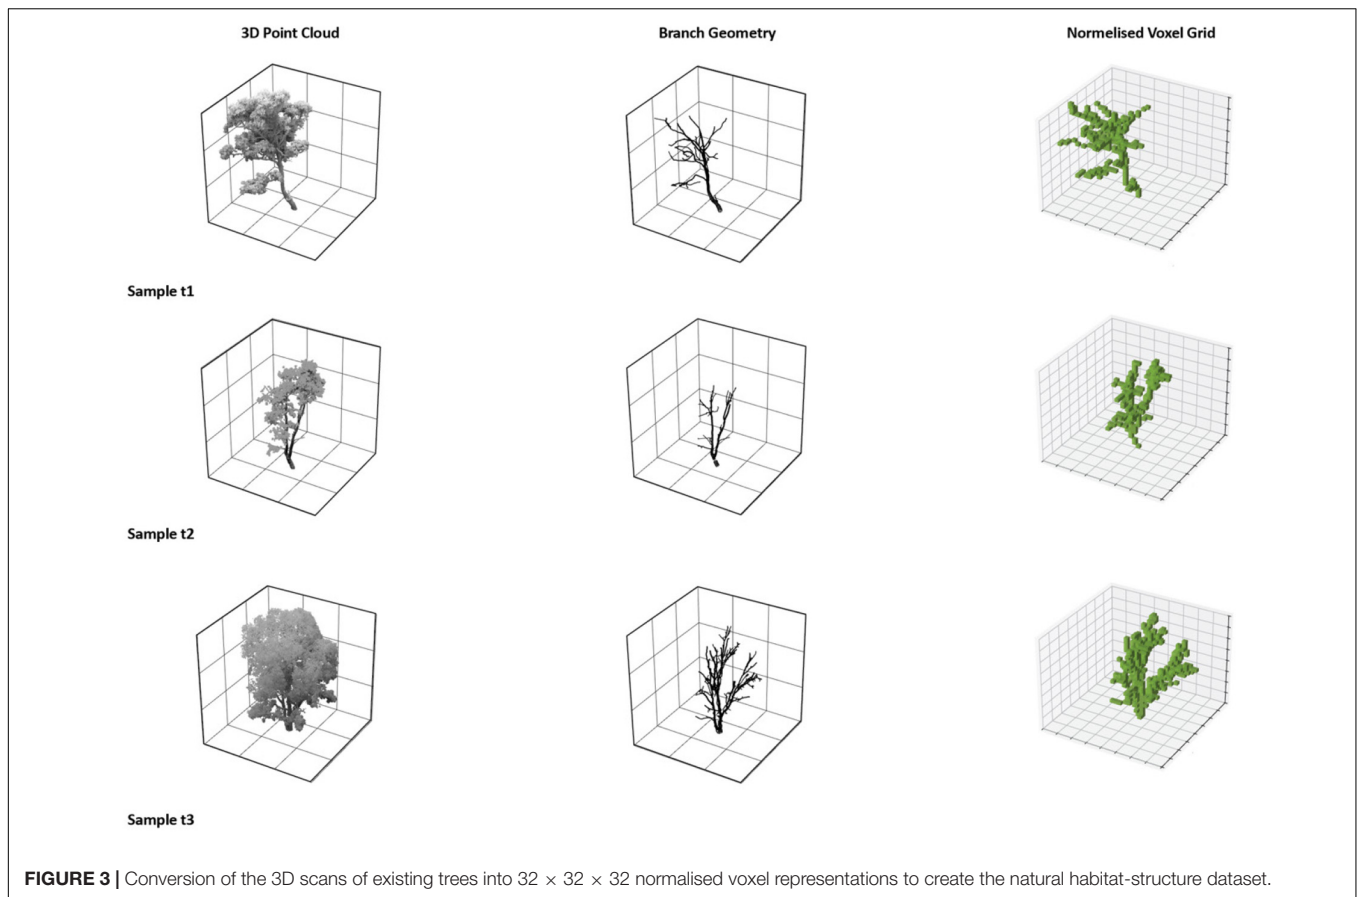 3D Point Cloud
Branch Geometry
Normelised Voxel Grid
Sample t1
Sample t2
Sample t3
FIGURE 3 | Conversion of the 3D scans of existing trees into 32 × 32 × 32 normalised voxel representations to create the natural habitat-structure dataset.